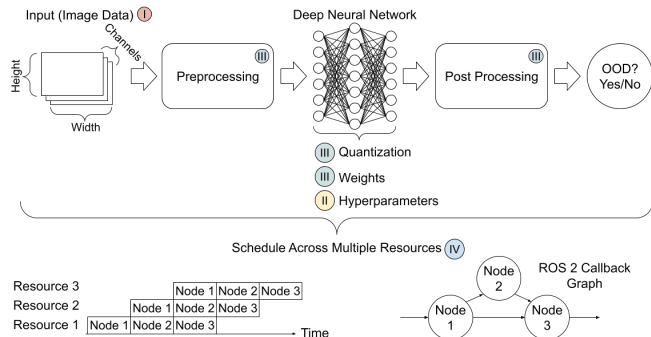 Input (Image Data) I
Deep Neural Network
Channels
Height
Width
Preprocessing III
Post Processing III
OOD?
Yes/No
III Quantization
III Weights
II Hyperparameters
Schedule Across Multiple Resources IV
Resource 3 Node 1 Node 2 Node 3
Resource 2 Node 1 Node 2 Node 3
Resource 1 Node 1 Node 2 Node 3
Time
Node
1
Node
2
Node
3
ROS 2 Callback
Graph